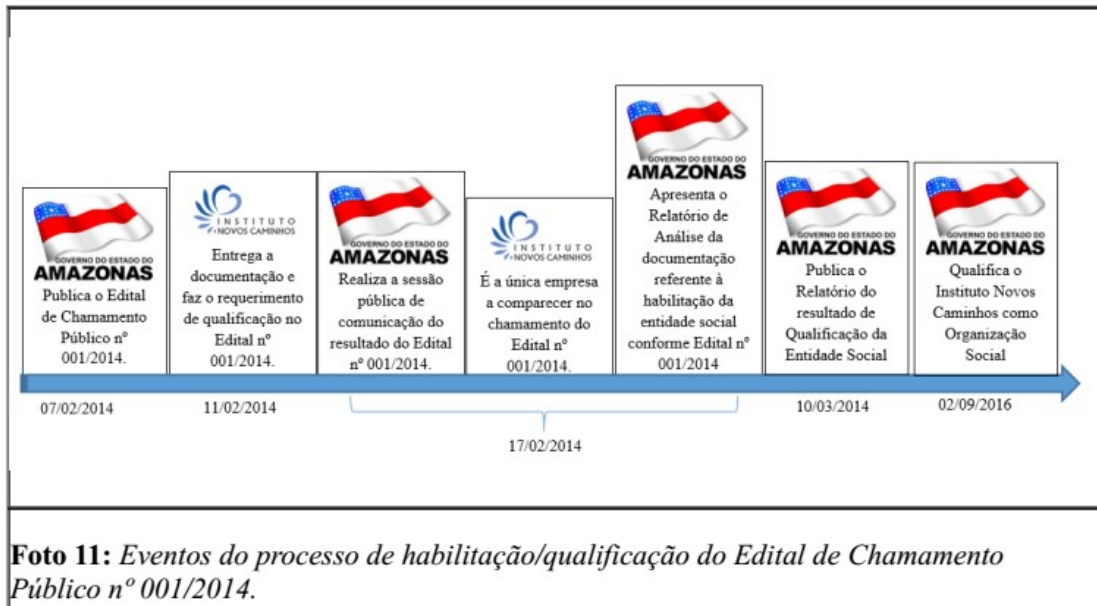 GOVERNO DO ESTADO DO
AMAZONAS
Publica o Edital
de Chamamento
Público nº
001/2014.
INSTITUTO
NOVOS CAMINHOS
Entrega a
documentação e
faz o requerimento
de qualificação no
Edital nº
001/2014.
GOVERNO DO ESTADO DO
AMAZONAS
Realiza a sessão
pública de
comunicação do
resultado do Edital
nº 001/2014.
INSTITUTO
NOVOS CAMINHOS
É a única empresa
a comparecer no
chamamento do
Edital nº
001/2014.
GOVERNO DO ESTADO DO
AMAZONAS
Apresenta o
Relatório de
Análise da
documentação
referente à
habilitação da
entidade social
conforme Edital nº
001/2014
GOVERNO DO ESTADO DO
AMAZONAS
Publica o
Relatório do
resultado de
Qualificação da
Entidade Social
GOVERNO DO ESTADO DO
AMAZONAS
Qualifica o
Instituto Novos
Caminhos como
Organização
Social
07/02/2014
11/02/2014
17/02/2014
10/03/2014
02/09/2016
Foto 11: Eventos do processo de habilitação/qualificação do Edital de Chamamento
Público nº 001/2014.